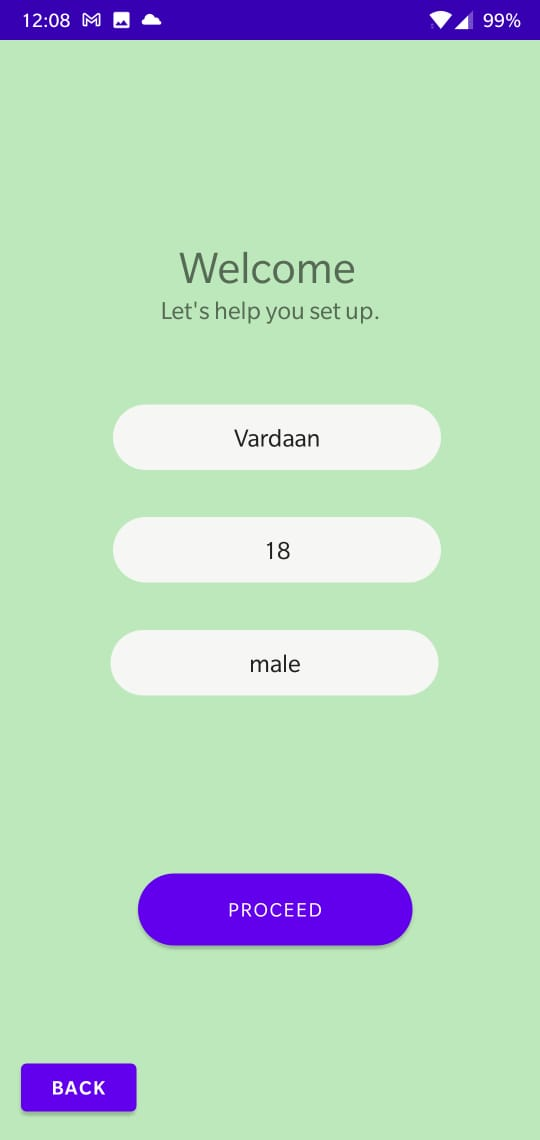 12:08 99%
Welcome
Let's help you set up.
Vardaan
18
male
PROCEED
BACK